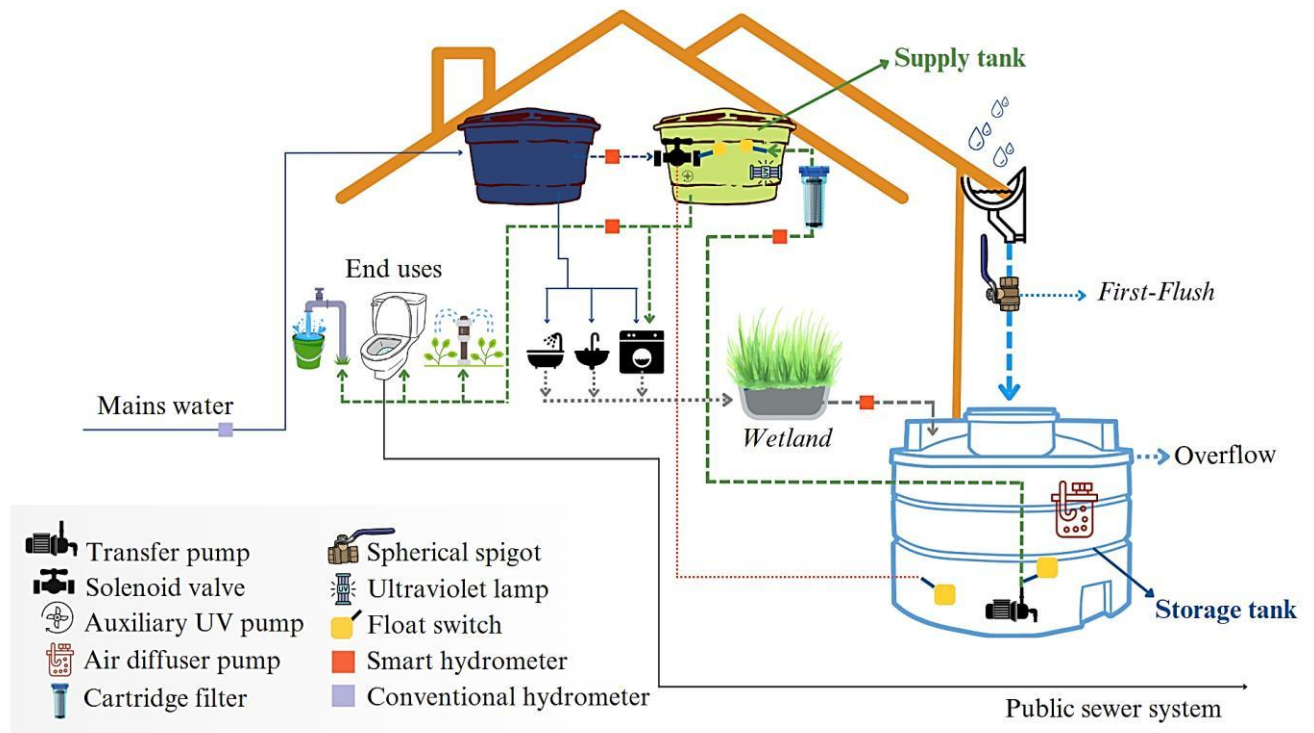 Supply tank
End uses
First-Flush
Mains water
Wetland
Overflow
Storage tank
Transfer pump
Solenoid valve
Auxiliary UV pump
Air diffuser pump
Cartridge filter
Spherical spigot
Ultraviolet lamp
Float switch
Smart hydrometer
Conventional hydrometer
Public sewer system